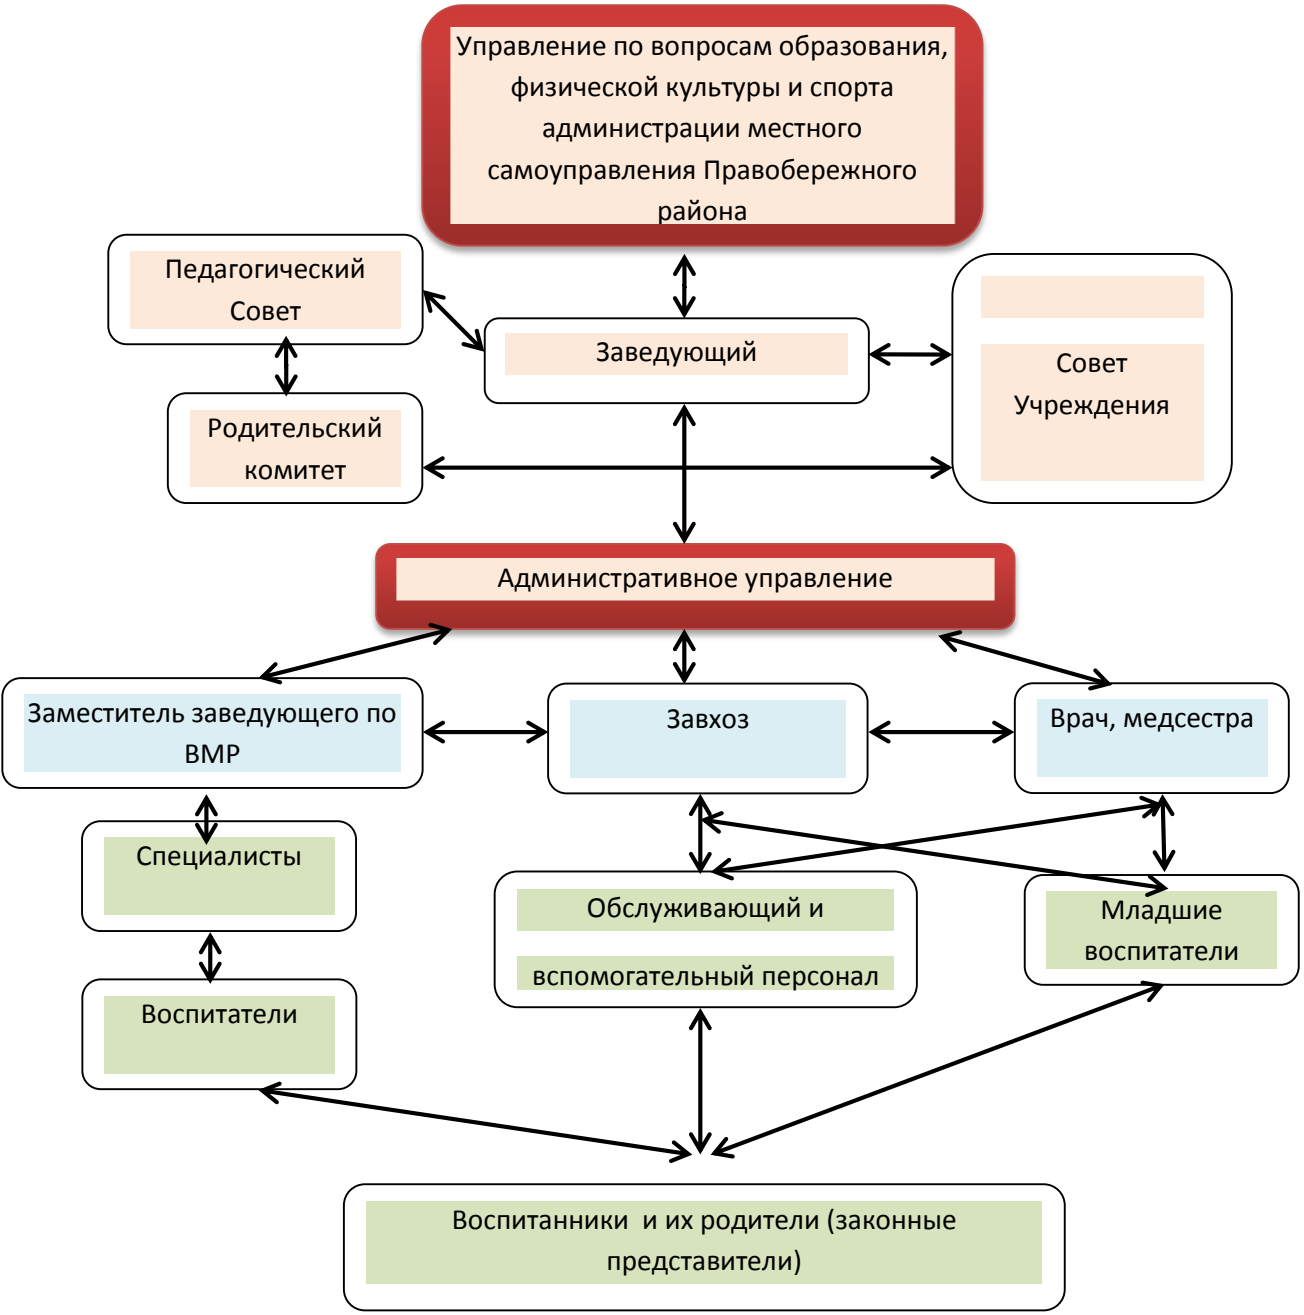 Управление по вопросам образования,
физической культуры и спорта
администрации местного
самоуправления Правобережного
района
Педагогический
Совет
Заведующий
Совет
Учреждения
Родительский
комитет
Административное управление
Заместитель заведующего по
ВМР
Завхоз
Врач, медсестра
Специалисты
Обслуживающий и
вспомогательный персонал
Младшие
воспитатели
Воспитатели
Воспитанники и их родители (законные
представители)